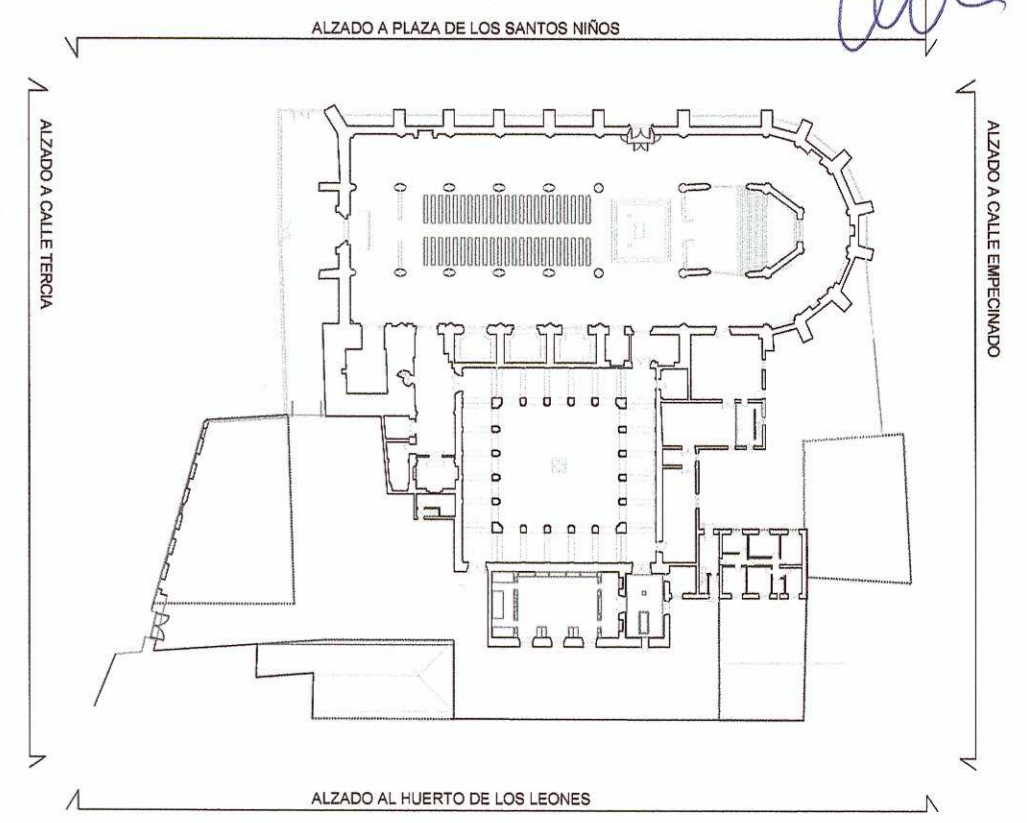 ALZADO A PLAZA DE LOS SANTOS NIÑOS
ALZADO A CALLE TERCIA
ALZADO A CALLE EMPECINADO
ALZADO AL HUERTO DE LOS LEONES